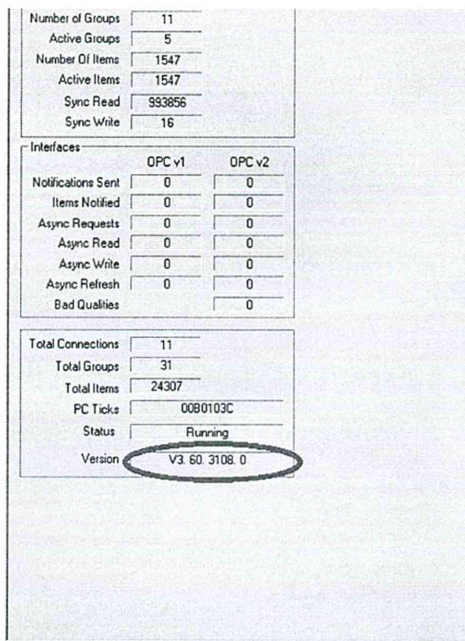 Number of Groups 11
Active Groups 5
Number Of Items 1547
Active Items 1547
Sync Read 993856
Sync Write 16
Interfaces
OPC v1 OPC v2
Notifications Sent 0 0
Items Notified 0 0
Async Requests 0 0
Async Read 0 0
Async Write 0 0
Async Refresh 0 0
Bad Qualities 0
Total Connections 11
Total Groups 31
Total Items 24307
PC Ticks 00B0103C
Status Running
Version V3. 60. 3108. 0